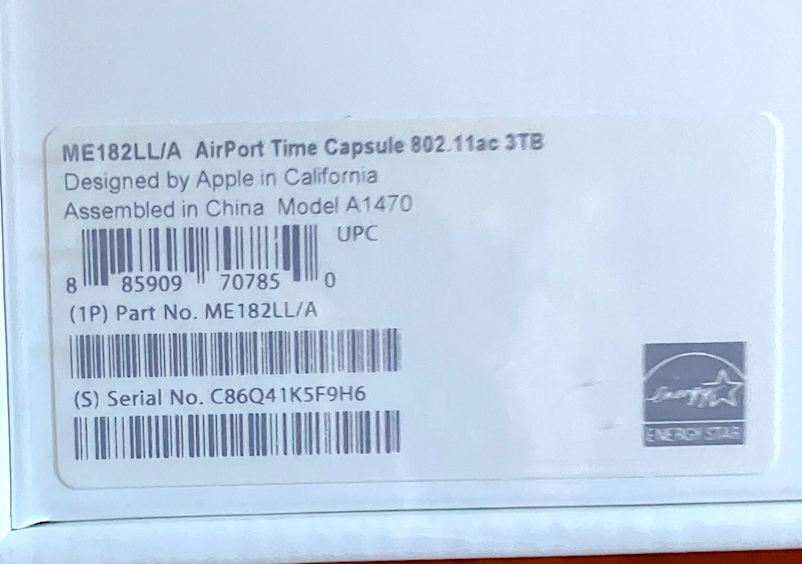 ME182LL/A AirPort Time Capsule 802.11ac 3TB
Designed by Apple in California
Assembled in China Model A1470
UPC
8 85909 70785 0
(1P) Part No. ME182LL/A
(S) Serial No. C86Q41K5F9H6
energy
ENERGY STAR